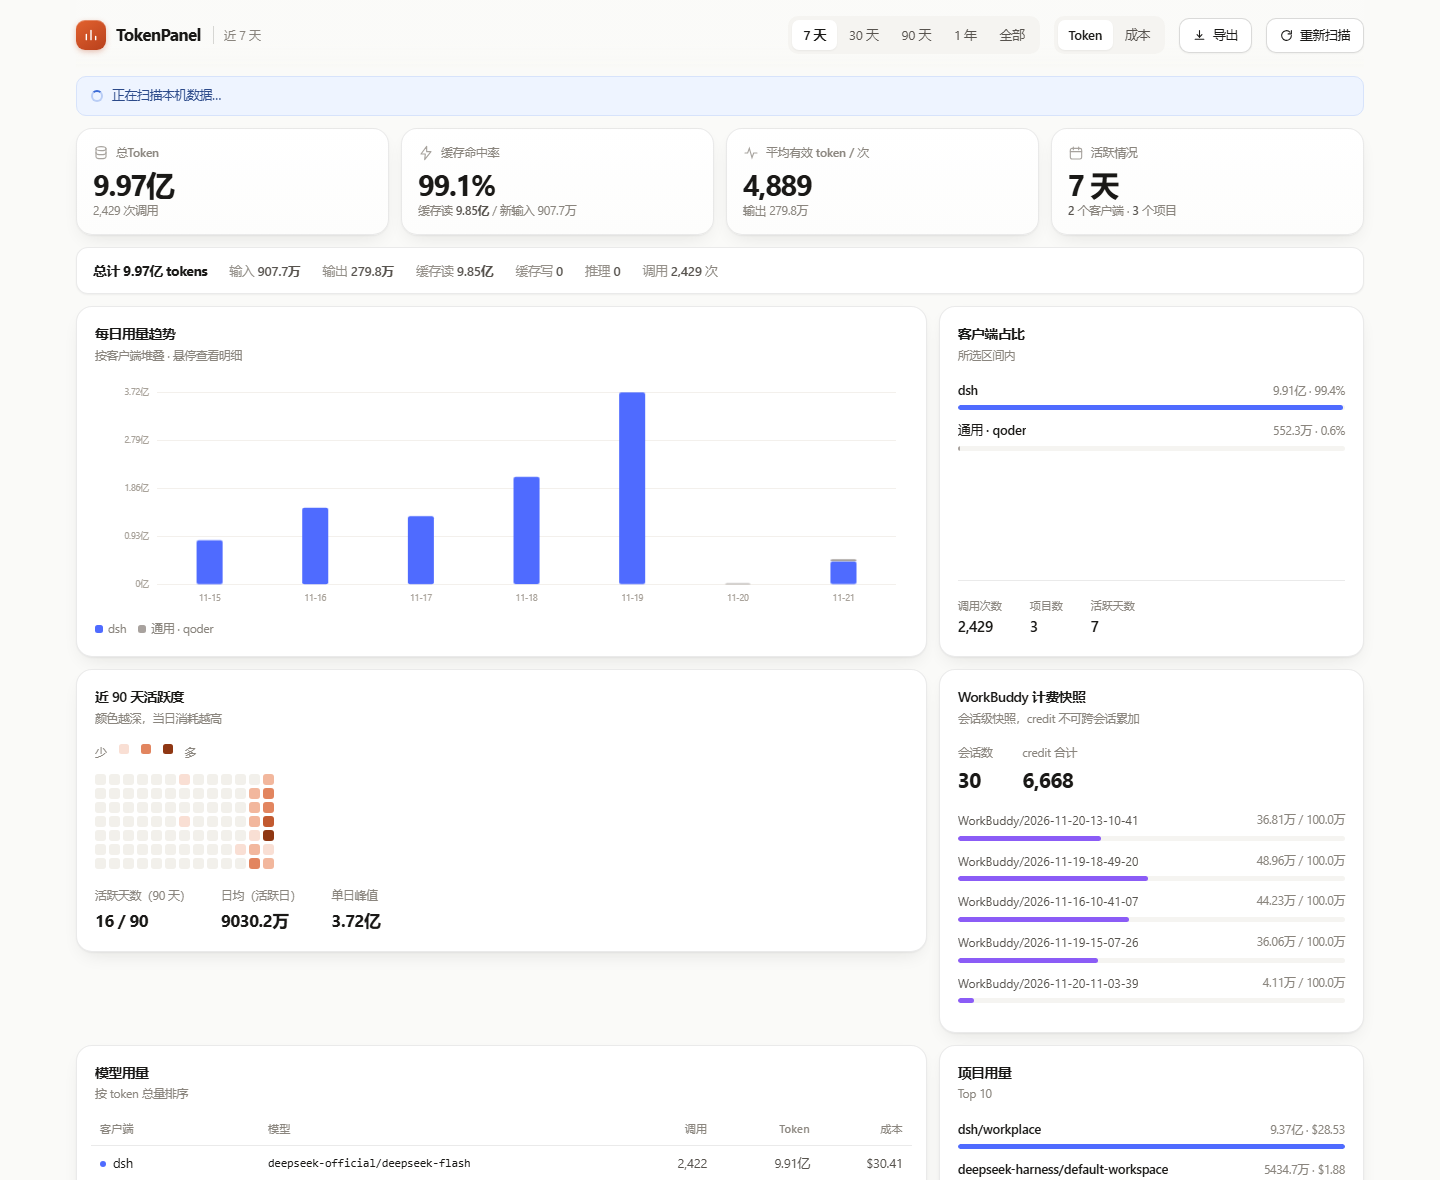 TokenPanel 近 7 天 7 天 30 天 90 天 1 年 全部 Token 成本 导出 重新扫描
正在扫描本机数据...
总Token
9.97亿
2,429 次调用
缓存命中率
99.1%
缓存读 9.85亿 / 新输入 907.7万
平均有效 token / 次
4,889
输出 279.8万
活跃情况
7 天
2 个客户端 · 3 个项目
总计 9.97亿 tokens 输入 907.7万 输出 279.8万 缓存读 9.85亿 缓存写 0 推理 0 调用 2,429 次
每日用量趋势
按客户端堆叠 · 悬停查看明细
3.72亿
2.79亿
1.86亿
0.93亿
0亿
11-15 11-16 11-17 11-18 11-19 11-20 11-21
dsh 通用 · qoder
客户端占比
所选区间内
dsh 9.91亿 · 99.4%
通用 · qoder 552.3万 · 0.6%
调用次数 项目数 活跃天数
2,429 3 7
近 90 天活跃度
颜色越深，当日消耗越高
少 多
活跃天数（90 天） 日均（活跃日） 单日峰值
16 / 90 9030.2万 3.72亿
WorkBuddy 计费快照
会话级快照，credit 不可跨会话累加
会话数 credit 合计
30 6,668
WorkBuddy/2026-11-20-13-10-41 36.81万 / 100.0万
WorkBuddy/2026-11-19-18-49-20 48.96万 / 100.0万
WorkBuddy/2026-11-16-10-41-07 44.23万 / 100.0万
WorkBuddy/2026-11-19-15-07-26 36.06万 / 100.0万
WorkBuddy/2026-11-20-11-03-39 4.11万 / 100.0万
模型用量
按 token 总量排序
客户端 模型 调用 Token 成本
dsh deepseek-official/deepseek-flash 2,422 9.91亿 $30.41
项目用量
Top 10
dsh/workplace 9.37亿 · $28.53
deepseek-harness/default-workspace 5434.7万 · $1.88